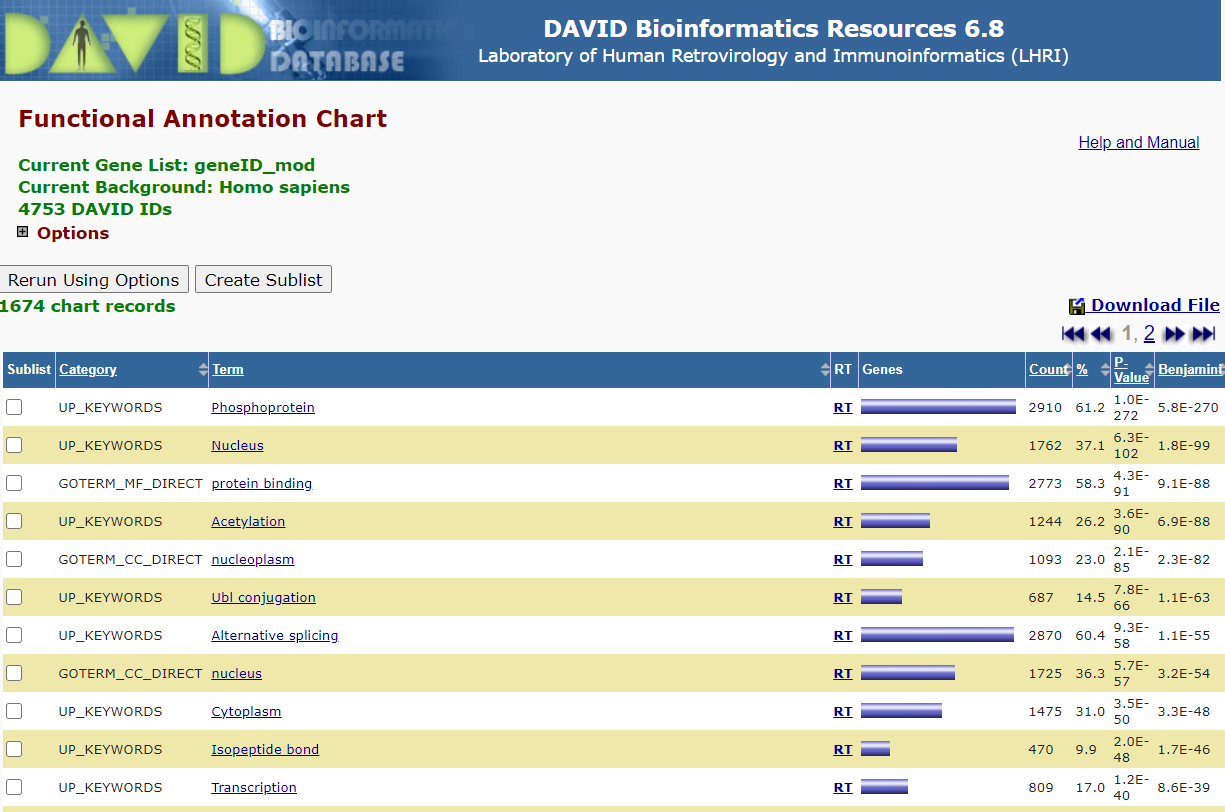 DAVID BIOINFORMATICS
DATABASE
DAVID Bioinformatics Resources 6.8
Laboratory of Human Retrovirology and Immunoinformatics (LHRI)
Functional Annotation Chart
Help and Manual
Current Gene List: geneID_mod
Current Background: Homo sapiens
4753 DAVID IDs
Options
Rerun Using Options Create Sublist
1674 chart records
Download File
1, 2
Sublist Category Term RT Genes Count % P-Value Benjamini
UP_KEYWORDS Phosphoprotein RT 2910 61.2 1.0E-272 5.8E-270
UP_KEYWORDS Nucleus RT 1762 37.1 6.3E-102 1.8E-99
GOTERM_MF_DIRECT protein binding RT 2773 58.3 4.3E-91 9.1E-88
UP_KEYWORDS Acetylation RT 1244 26.2 3.6E-90 6.9E-88
GOTERM_CC_DIRECT nucleoplasm RT 1093 23.0 2.1E-85 2.3E-82
UP_KEYWORDS Ubl conjugation RT 687 14.5 7.8E-66 1.1E-63
UP_KEYWORDS Alternative splicing RT 2870 60.4 9.3E-58 1.1E-55
GOTERM_CC_DIRECT nucleus RT 1725 36.3 5.7E-57 3.2E-54
UP_KEYWORDS Cytoplasm RT 1475 31.0 3.5E-50 3.3E-48
UP_KEYWORDS Isopeptide bond RT 470 9.9 2.0E-48 1.7E-46
UP_KEYWORDS Transcription RT 809 17.0 1.2E-40 8.6E-39